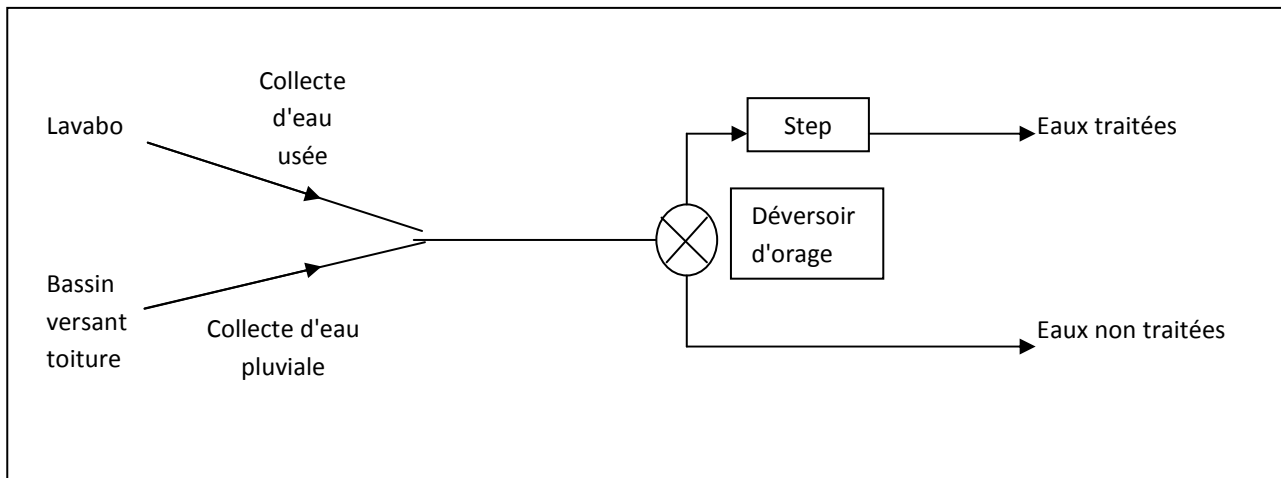 Collecte
d'eau
usée
Lavabo
Step
Eaux traitées
Déversoir
d'orage
Bassin
versant
toiture
Collecte d'eau
pluviale
Eaux non traitées